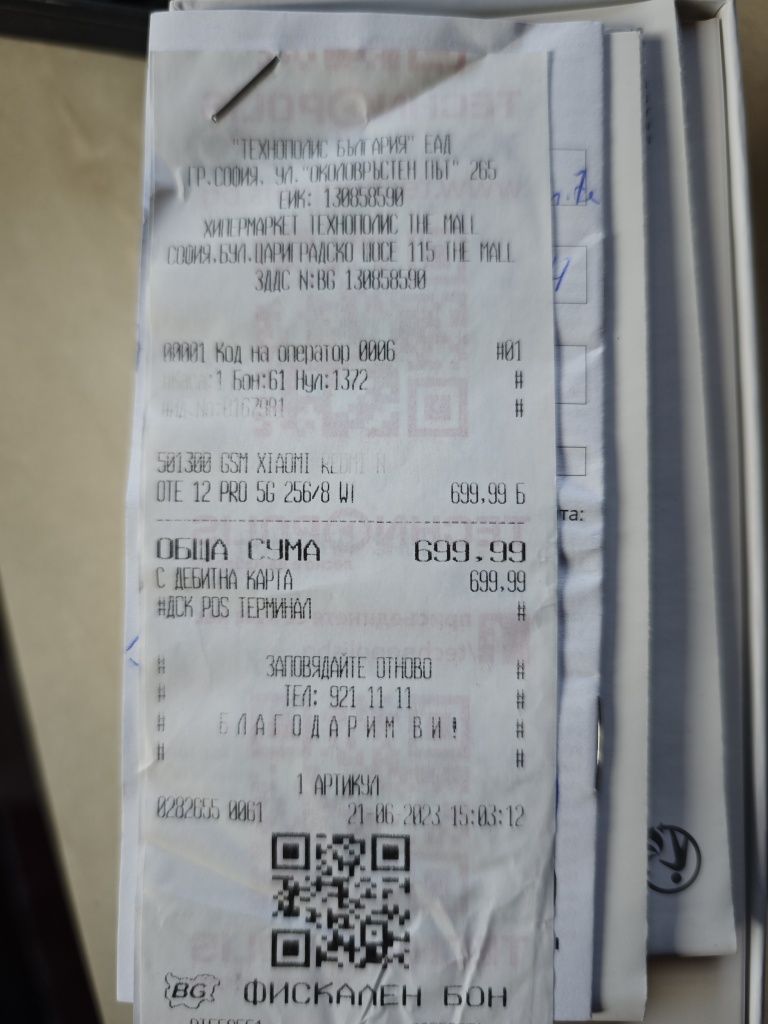 "ТЕХНОПОЛИС БЪЛГАРИЯ" ЕАД
ГР.СОФИЯ, УЛ."ОКОЛОВРЪСТЕН ПЪТ" 265
ЕИК: 130858590
ХИПЕРМАРКЕТ ТЕХНОПОЛИС THE MALL
СОФИЯ,БУЛ.ЦАРИГРАДСКО ШОСЕ 115 THE MALL
ЗДДС N:BG 130858590
00001 Код на оператор 0006 #01
#Каса:1 Бон:61 Нул:1372 #
#
501300 GSM XIAOMI REDMI N
OTE 12 PRO 5G 256/8 WI 699,99 Б
та:
ОБЩА СУМА 699.99
С ДЕБИТНА КАРТА 699,99
#ДСК POS ТЕРМИНАЛ #
# ЗАПОВЯДАЙТЕ ОТНОВО #
# ТЕЛ: 921 11 11 #
# Б Л А Г О Д А Р И М В И ! #
# #
1 АРТИКУЛ
0282655 0061 21-06-2023 15:03:12
BG ФИСКАЛЕН БОН